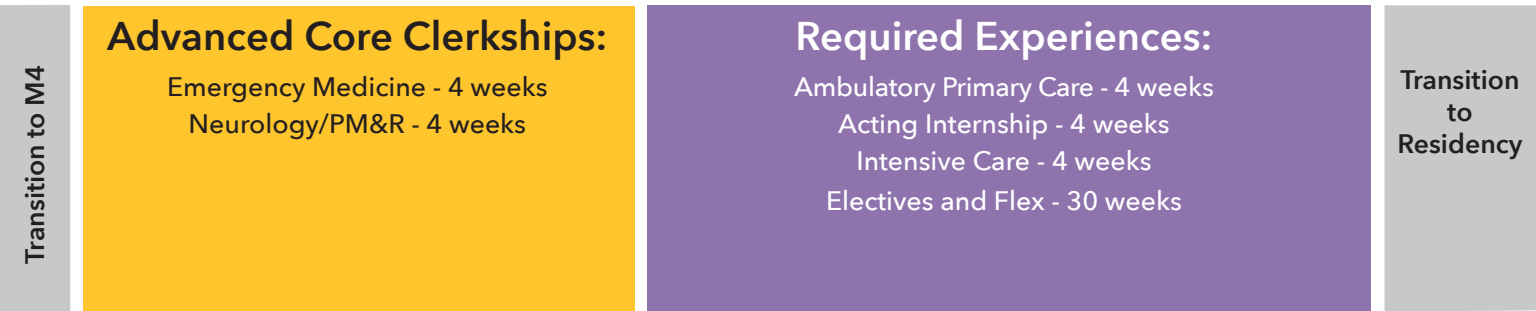 Transition to M4
Advanced Core Clerkships:
Emergency Medicine - 4 weeks
Neurology/PM&R - 4 weeks
Required Experiences:
Ambulatory Primary Care - 4 weeks
Acting Internship - 4 weeks
Intensive Care - 4 weeks
Electives and Flex - 30 weeks
Transition
to
Residency